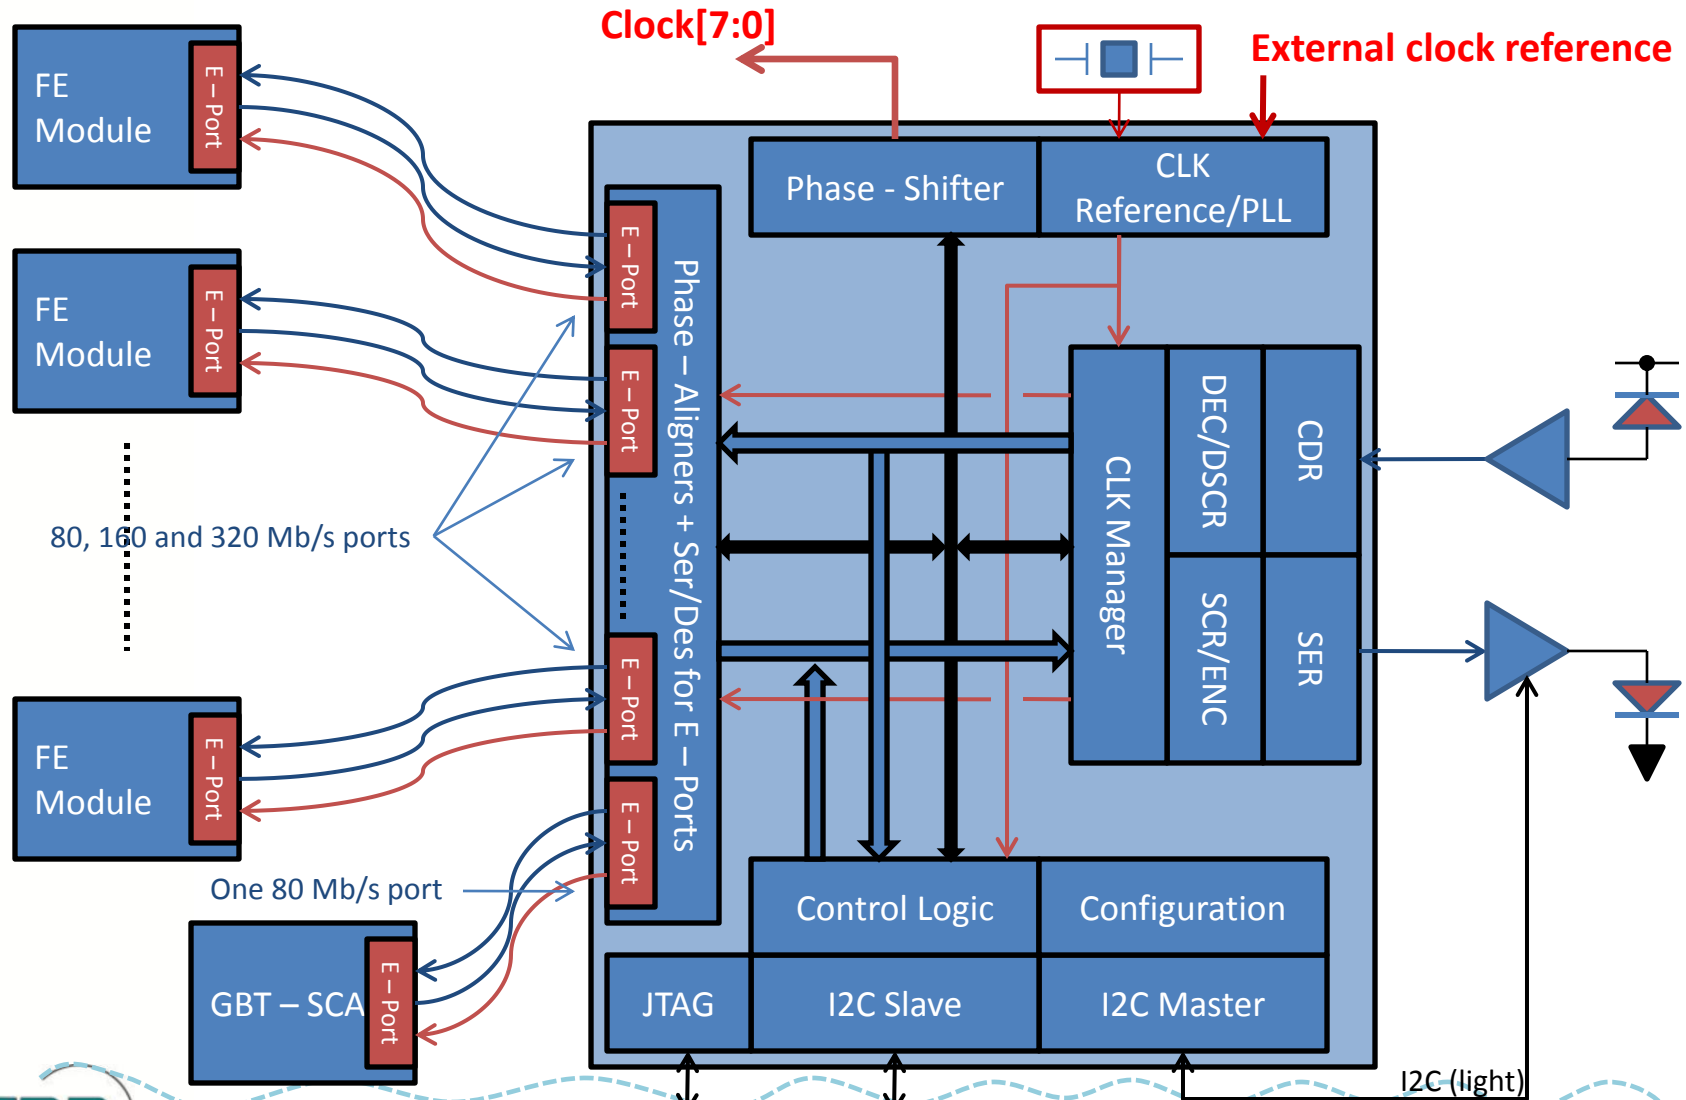 Clock[7:0]
External clock reference
FE
Module
E – Port
Phase - Shifter
CLK
Reference/PLL
E – Port
FE
Module
E – Port
E – Port
Phase – Aligners + Ser/Des for E – Ports
CLK Manager
DEC/DSCR
CDR
80, 160 and 320 Mb/s ports
SCR/ENC
SER
FE
Module
E – Port
E – Port
E – Port
One 80 Mb/s port
Control Logic
Configuration
GBT – SCA
E – Port
JTAG
I2C Slave
I2C Master
I2C (light)